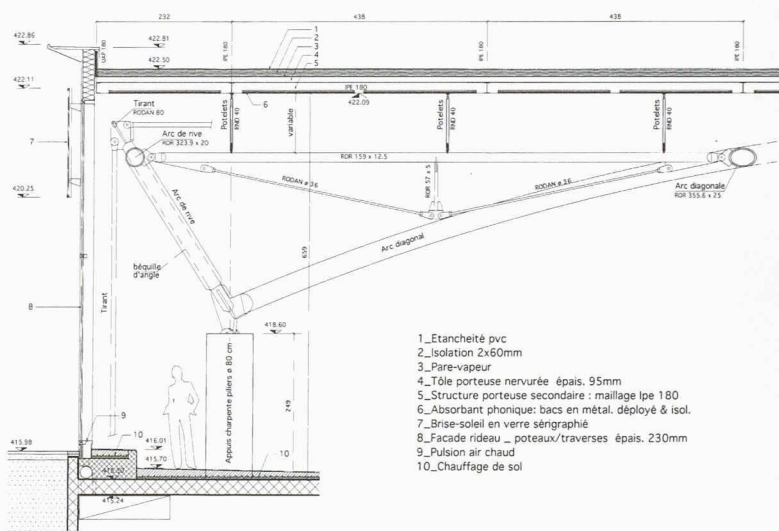 232
438
438
422.86
422.81
UAP 180
IPE 180
IPE 180
IPE 180
1
2
3
4
5
422.50
422.11
IPE 180
422.09
6
Tirant
RODAN 80
Potelets
RND 40
variable
Potelets
RND 40
Potelets
RND 40
7
Arc de rive
ROR 323.9 x 20
ROR 159 x 12.5
ROR 57 x 5
RODAN ø 36
RODAN ø 36
Arc diagonale
ROR 355.6 x 25
420.25
Arc de rive
Arc diagonal
659
béquille
d'angle
Tirant
8
418.60
Appuis charpente piliers ø 80 cm
249
9
10
415.98
416.01
415.70
10
415.24
1_Etancheité pvc
2_Isolation 2x60mm
3_Pare-vapeur
4_Tôle porteuse nervurée épais. 95mm
5_Structure porteuse secondaire : maillage Ipe 180
6_Absorbant phonique: bacs en métal. déployé & isol.
7_Brise-soleil en verre sérigraphié
8_Facade rideau _ poteaux/traverses épais. 230mm
9_Pulsion air chaud
10_Chauffage de sol